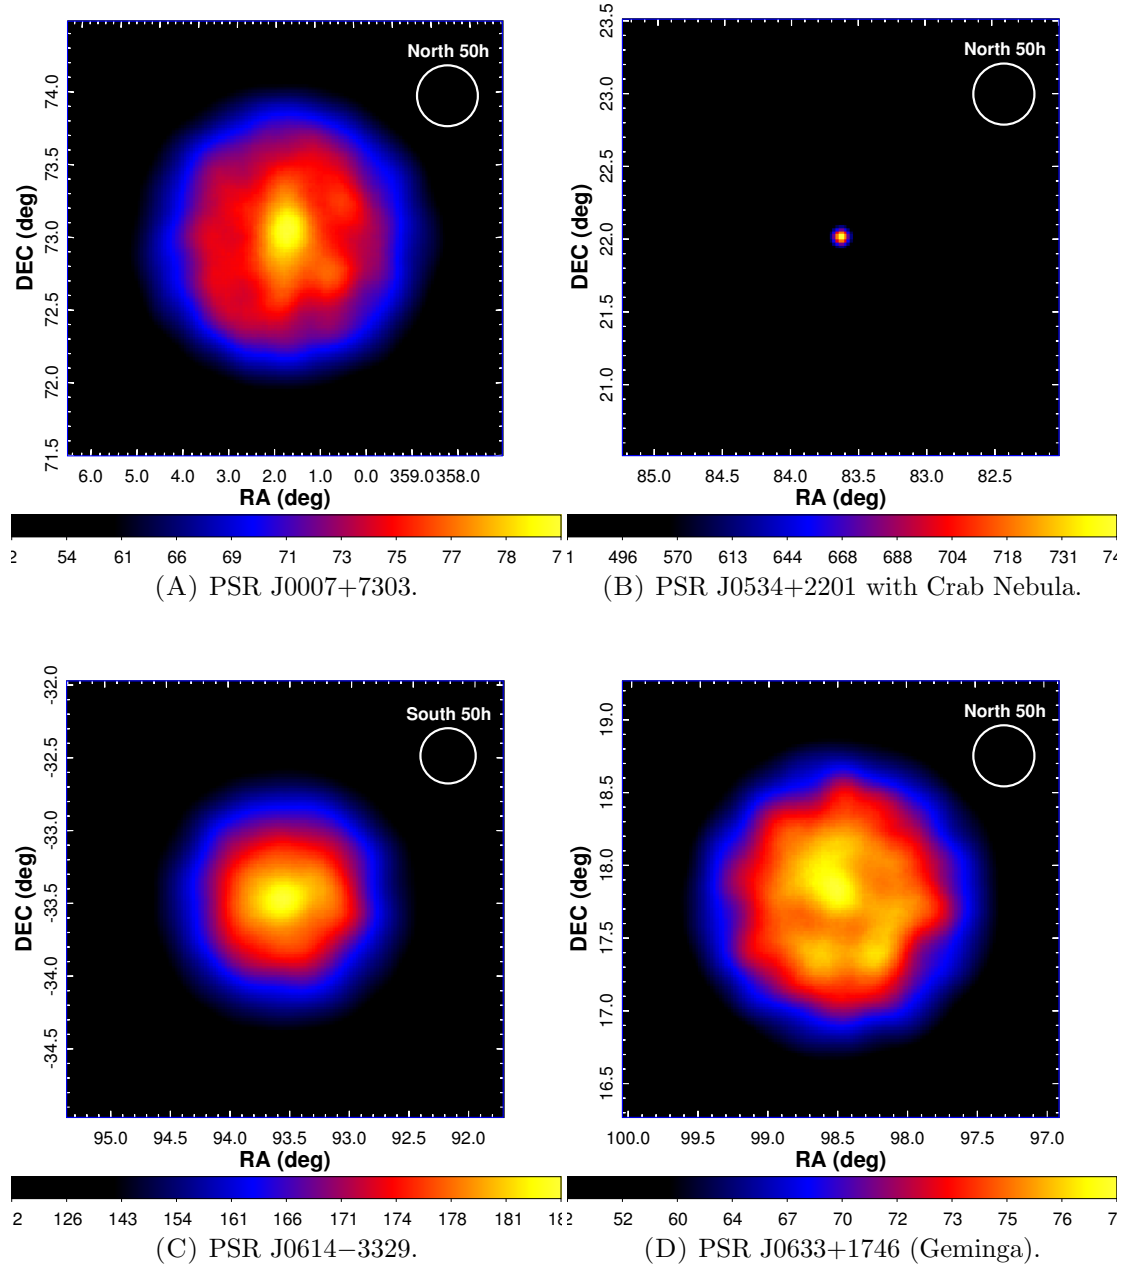 North 50h
DEC (deg)
74.0
73.5
73.0
72.5
72.0
71.5
6.0 5.0 4.0 3.0 2.0 1.0 0.0 359.0358.0
RA (deg)
2 54 61 66 69 71 73 75 77 78 7
(A) PSR J0007+7303.
North 50h
DEC (deg)
23.5
23.0
22.5
22.0
21.5
21.0
85.0 84.5 84.0 83.5 83.0 82.5
RA (deg)
1 496 570 613 644 668 688 704 718 731 74
(B) PSR J0534+2201 with Crab Nebula.
South 50h
DEC (deg)
-32.0
-32.5
-33.0
-33.5
-34.0
-34.5
95.0 94.5 94.0 93.5 93.0 92.5 92.0
RA (deg)
2 126 143 154 161 166 171 174 178 181
(C) PSR J0614−3329.
North 50h
DEC (deg)
19.0
18.5
18.0
17.5
17.0
16.5
100.0 99.5 99.0 98.5 98.0 97.5 97.0
RA (deg)
52 60 64 67 70 72 73 75 76 7
(D) PSR J0633+1746 (Geminga).